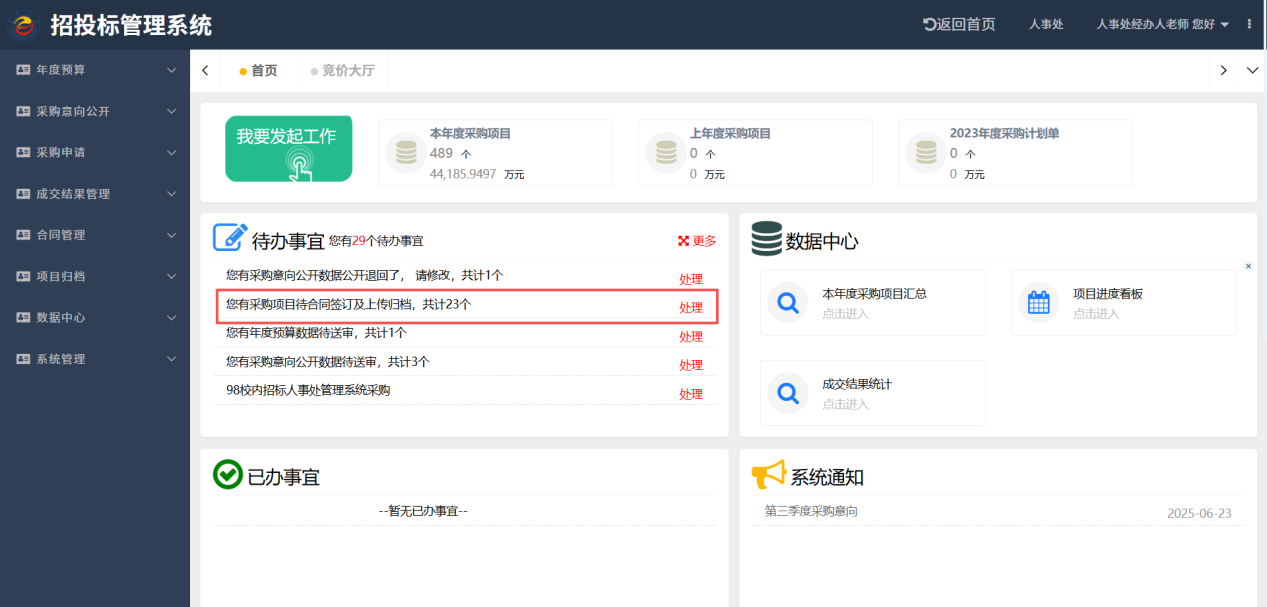 招投标管理系统
返回首页
人事处
人事处经办人老师 您好
年度预算
采购意向公开
采购申请
成交结果管理
合同管理
项目归档
数据中心
系统管理
首页
竞价大厅
我要发起工作
本年度采购项目
489 个
44,185.9497 万元
上年度采购项目
0 个
0 万元
2023年度采购计划单
0 个
0 万元
待办事宜 您有29个待办事宜
更多
您有采购意向公开数据公开退回了， 请修改，共计1个 处理
您有采购项目待合同签订及上传归档，共计23个 处理
您有年度预算数据待送审，共计1个 处理
您有采购意向公开数据待送审，共计3个 处理
98校内招标人事处管理系统采购 处理
数据中心
本年度采购项目汇总
点击进入
项目进度看板
点击进入
成交结果统计
点击进入
已办事宜
--暂无已办事宜--
系统通知
第三季度采购意向 2025-06-23